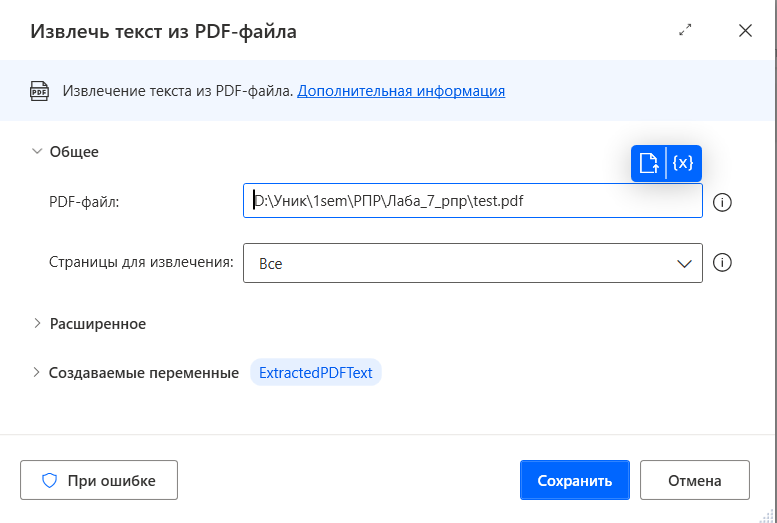 Извлечь текст из PDF-файла
PDF
Извлечение текста из PDF-файла. Дополнительная информация
Общее
{x}
PDF-файл: D:\Уник\1sem\РПР\Лаба_7_рпр\test.pdf
Страницы для извлечения: Все
Расширенное
Создаваемые переменные ExtractedPDFText
При ошибке Сохранить Отмена